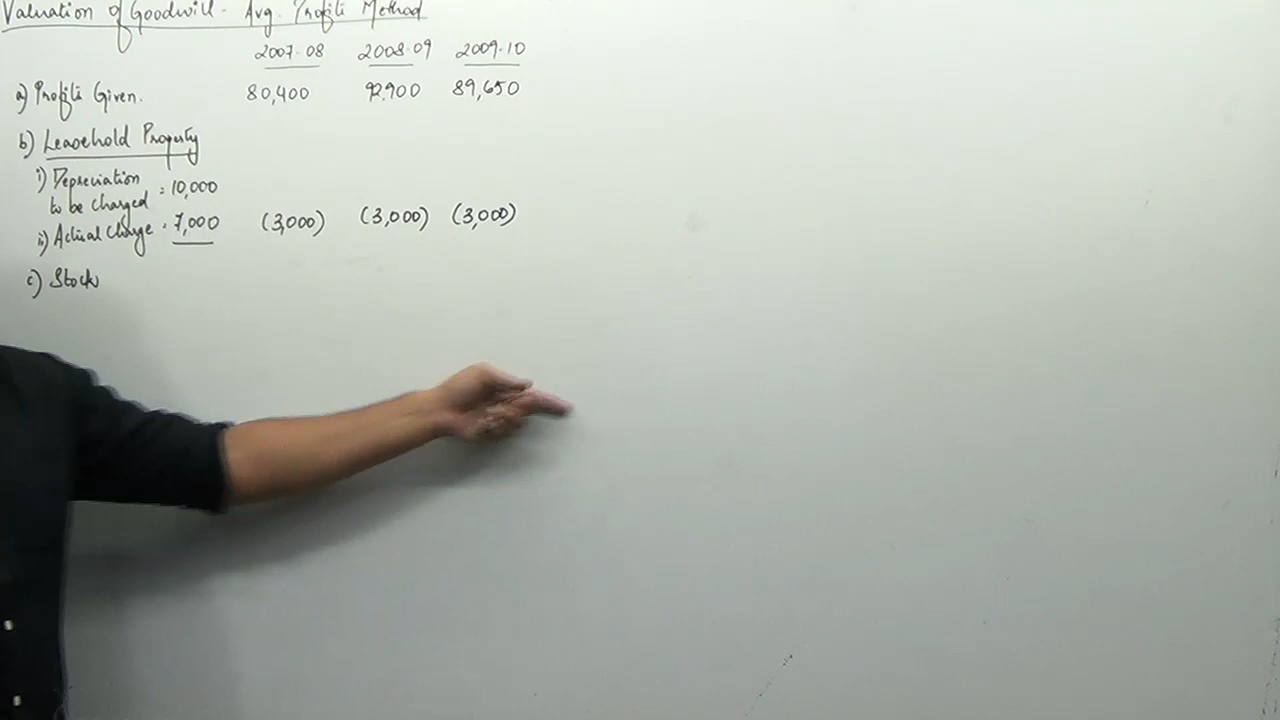 Valuation of Goodwill - Avg. Profit Method
2007-08 2008-09 2009-10
a) Profit Given. 80,400 92,900 89,650
b) Leasehold Property
i) Depreciation
to be charged = 10,000
ii) Actual Charge = 7,000 (3,000) (3,000) (3,000)
c) Stock